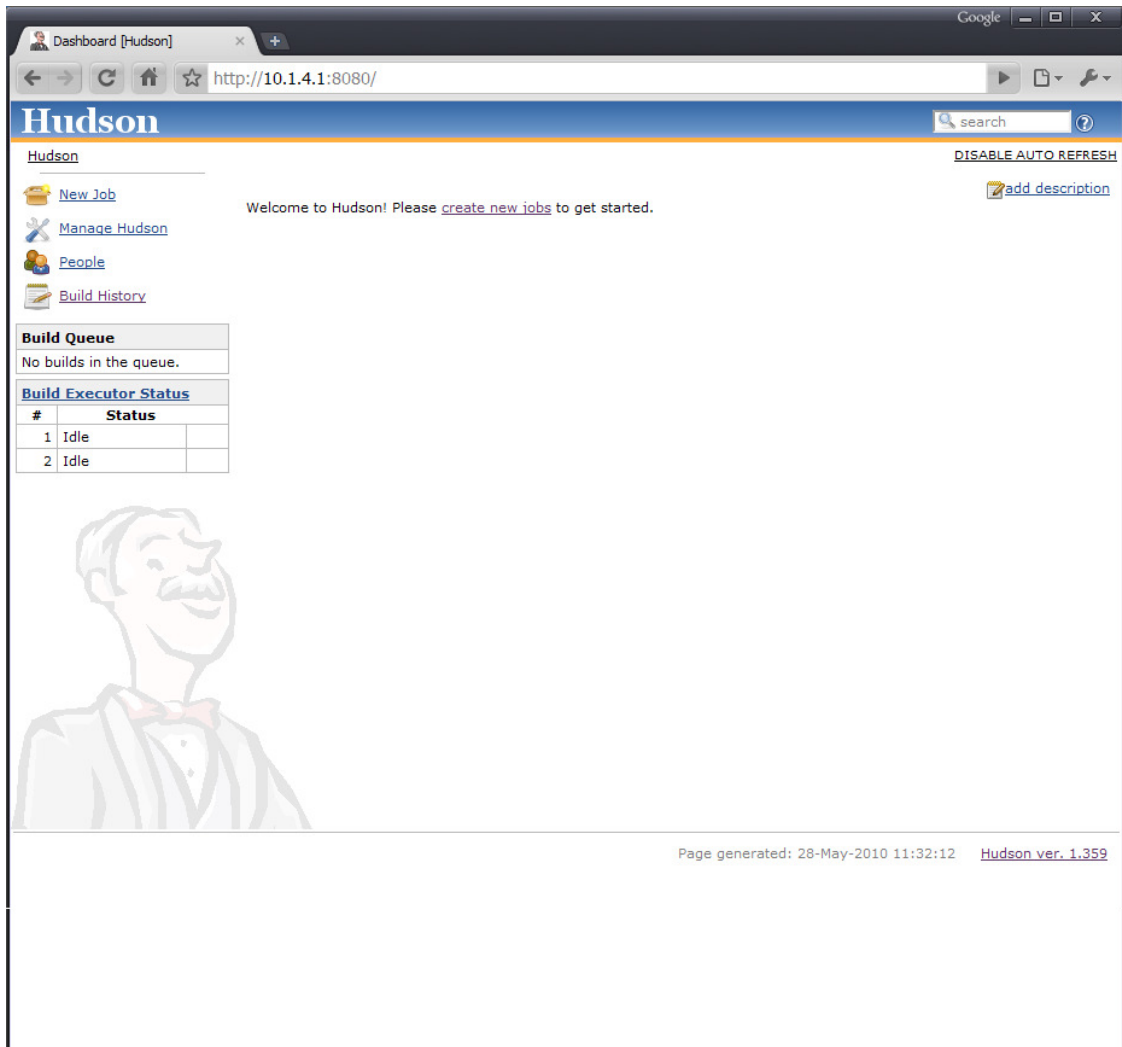 Google
Dashboard [Hudson]
http://10.1.4.1:8080/
Hudson
search
Hudson
DISABLE AUTO REFRESH
add description
New Job
Welcome to Hudson! Please create new jobs to get started.
Manage Hudson
People
Build History
Build Queue
No builds in the queue.
Build Executor Status
# Status
1 Idle
2 Idle
Page generated: 28-May-2010 11:32:12 Hudson ver. 1.359